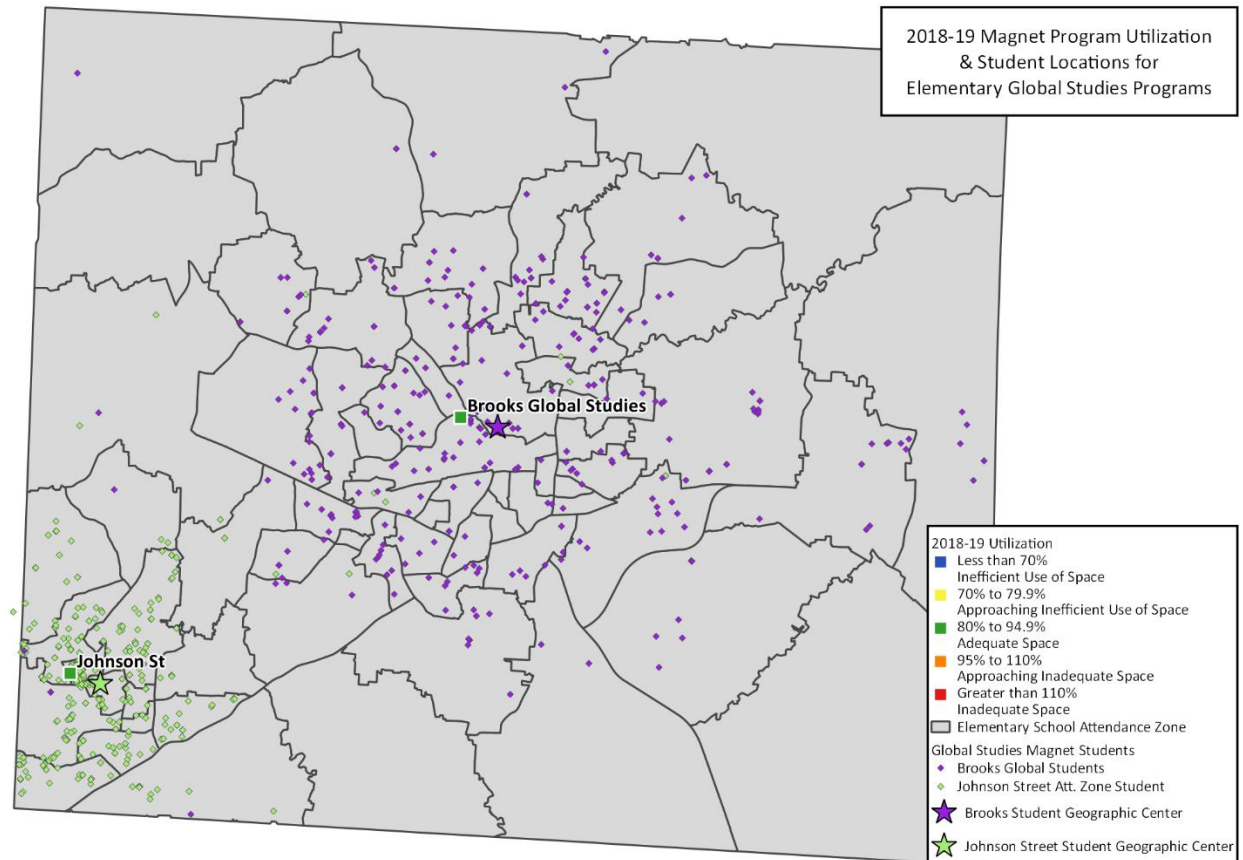 2018-19 Magnet Program Utilization
& Student Locations for
Elementary Global Studies Programs
Brooks Global Studies
Johnson St
2018-19 Utilization
Less than 70%
Inefficient Use of Space
70% to 79.9%
Approaching Inefficient Use of Space
80% to 94.9%
Adequate Space
95% to 110%
Approaching Inadequate Space
Greater than 110%
Inadequate Space
Elementary School Attendance Zone
Global Studies Magnet Students
Brooks Global Students
Johnson Street Att. Zone Student
Brooks Student Geographic Center
Johnson Street Student Geographic Center